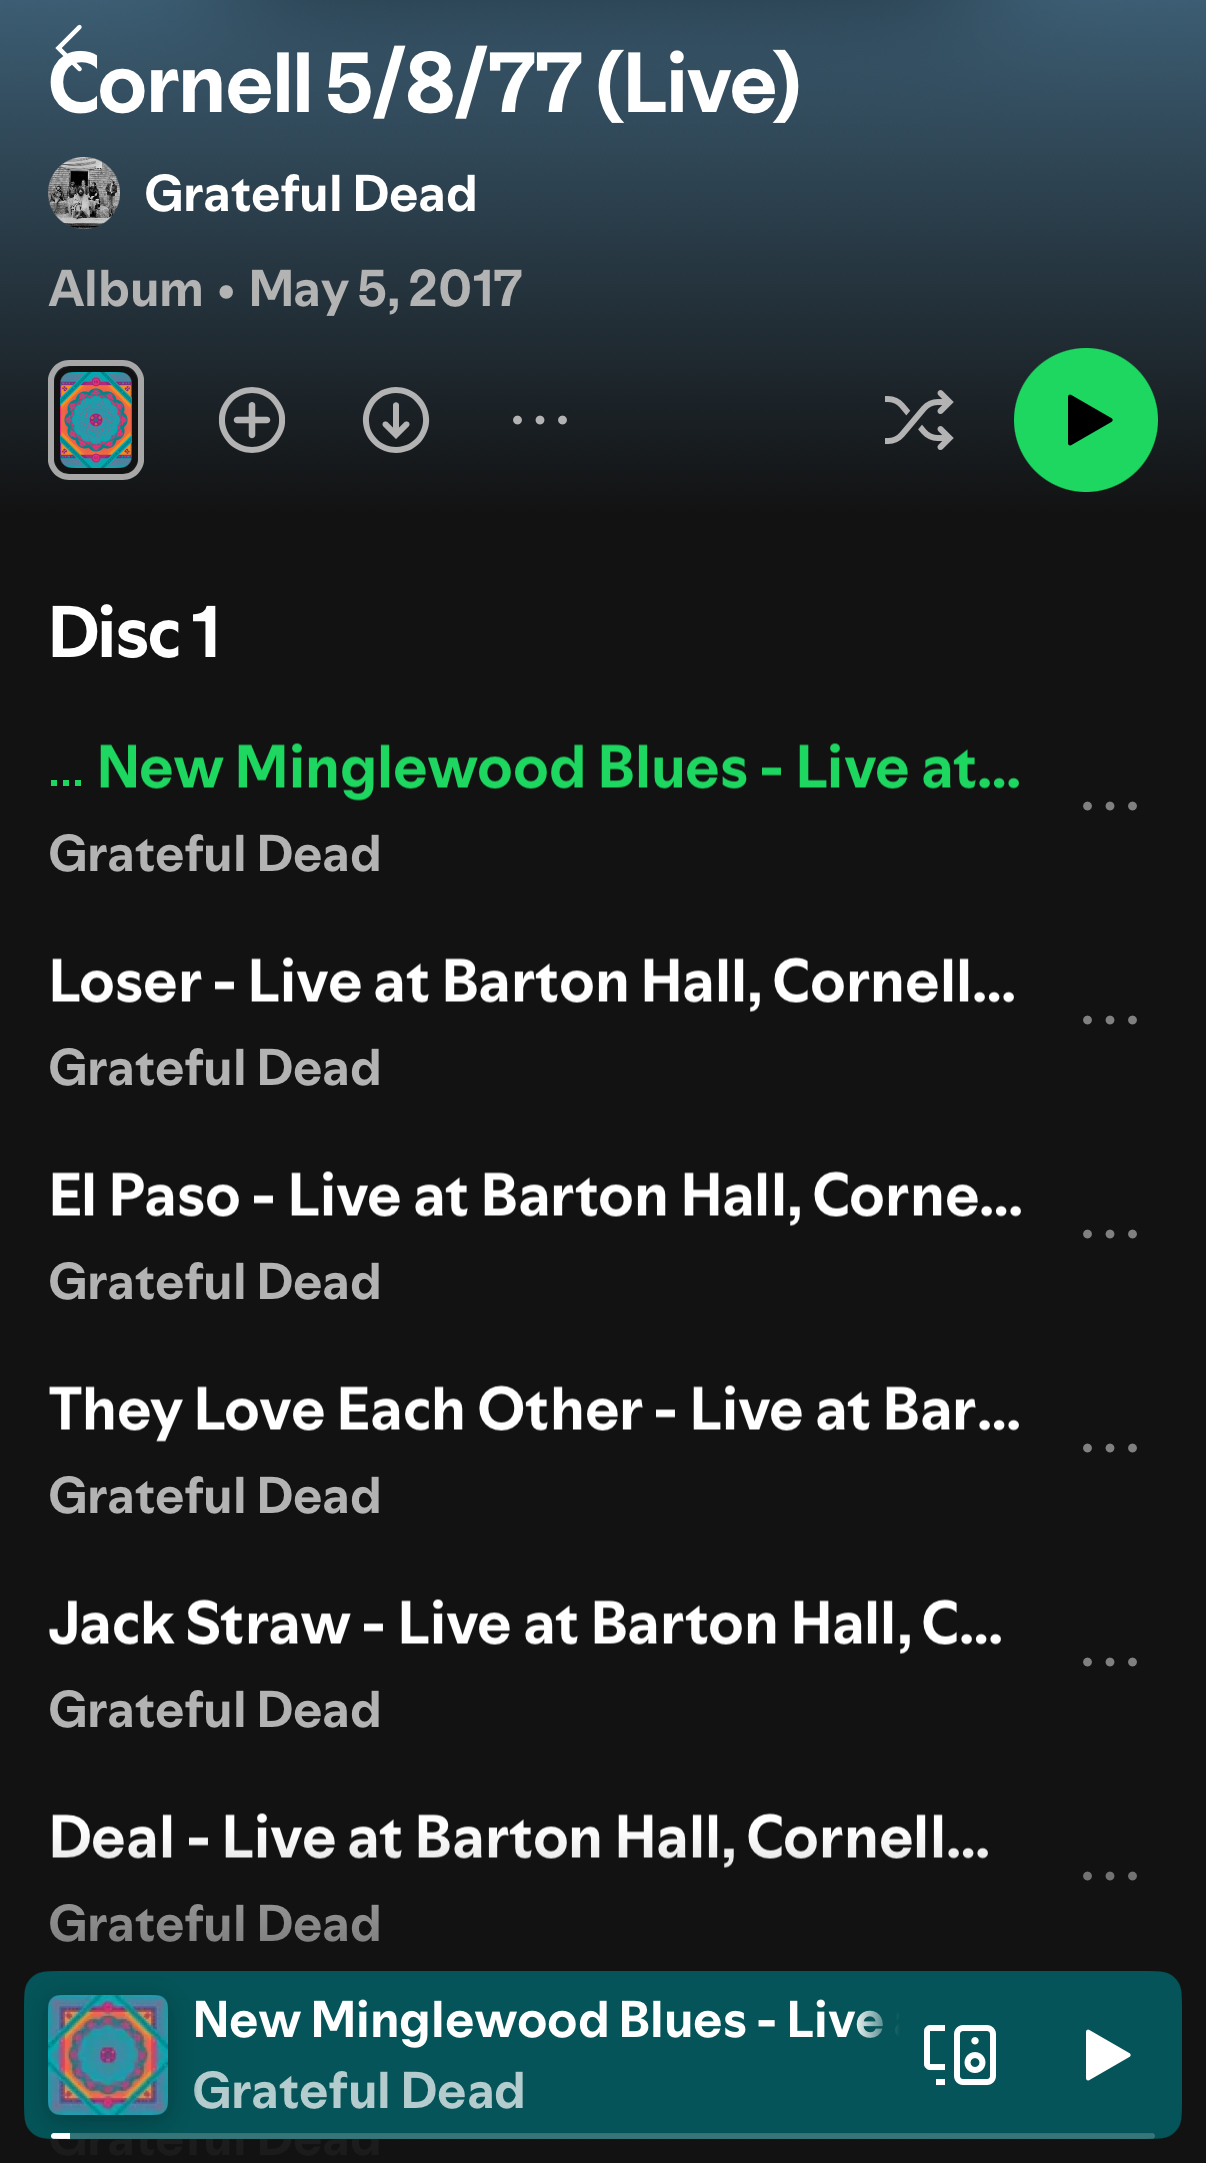 Cornell 5/8/77 (Live)
Grateful Dead
Album • May 5, 2017
Disc 1
... New Minglewood Blues - Live at...
Grateful Dead
Loser - Live at Barton Hall, Cornell...
Grateful Dead
El Paso - Live at Barton Hall, Corne...
Grateful Dead
They Love Each Other - Live at Bar...
Grateful Dead
Jack Straw - Live at Barton Hall, C...
Grateful Dead
Deal - Live at Barton Hall, Cornell...
Grateful Dead
New Minglewood Blues - Live
Grateful Dead
Grateful Dead